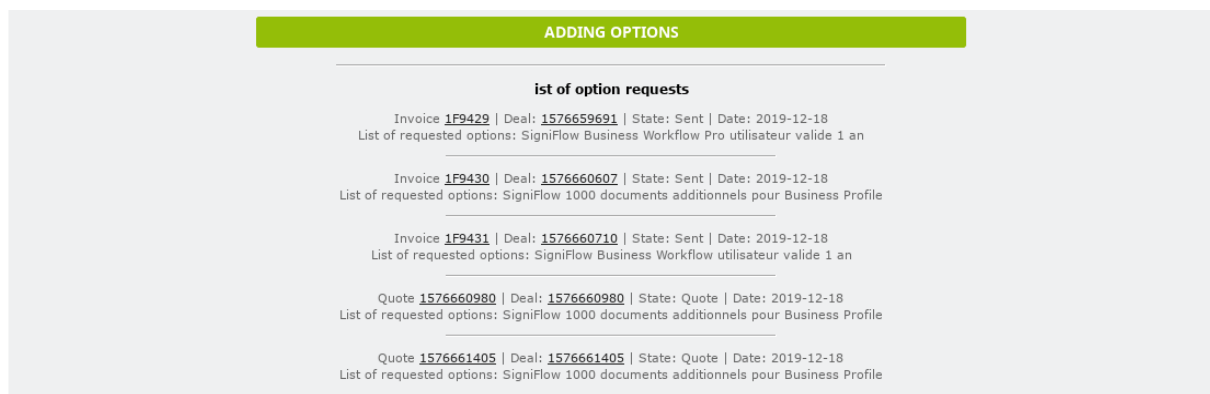 ADDING OPTIONS
ist of option requests
Invoice 1F9429 | Deal: 1576659691 | State: Sent | Date: 2019-12-18
List of requested options: SigniFlow Business Workflow Pro utilisateur valide 1 an
Invoice 1F9430 | Deal: 1576660607 | State: Sent | Date: 2019-12-18
List of requested options: SigniFlow 1000 documents additionnels pour Business Profile
Invoice 1F9431 | Deal: 1576660710 | State: Sent | Date: 2019-12-18
List of requested options: SigniFlow Business Workflow utilisateur valide 1 an
Quote 1576660980 | Deal: 1576660980 | State: Quote | Date: 2019-12-18
List of requested options: SigniFlow 1000 documents additionnels pour Business Profile
Quote 1576661405 | Deal: 1576661405 | State: Quote | Date: 2019-12-18
List of requested options: SigniFlow 1000 documents additionnels pour Business Profile